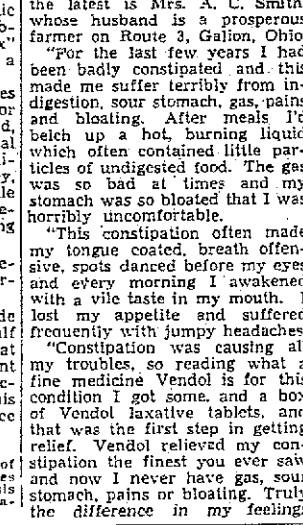 the latest is Mrs. A. C. Smith
whose husband is a prosperous
farmer on Route 3, Galion, Ohio
"For the last few years I had
been badly constipated and this
made me suffer terribly from in-
digestion, sour stomach, gas, pains
and bloating. After meals I'd
belch up a hot, burning liquid
which often contained little par-
ticles of undigested food. The gas
was so bad at times and my
stomach was so bloated that I was
horribly uncomfortable.
"This constipation often made
my tongue coated, breath offen-
sive, spots danced before my eyes
and every morning I awakened
with a vile taste in my mouth. I
lost my appetite and suffered
frequently with jumpy headaches
"Constipation was causing all
my troubles, so reading what a
fine medicine Vendol is for this
condition I got some, and a box
of Vendol laxative tablets, and
that was the first step in getting
relief. Vendol relieved my con-
stipation the finest you ever saw
and now I never have gas, sour
stomach, pains or bloating. Truly
the difference in my feelings